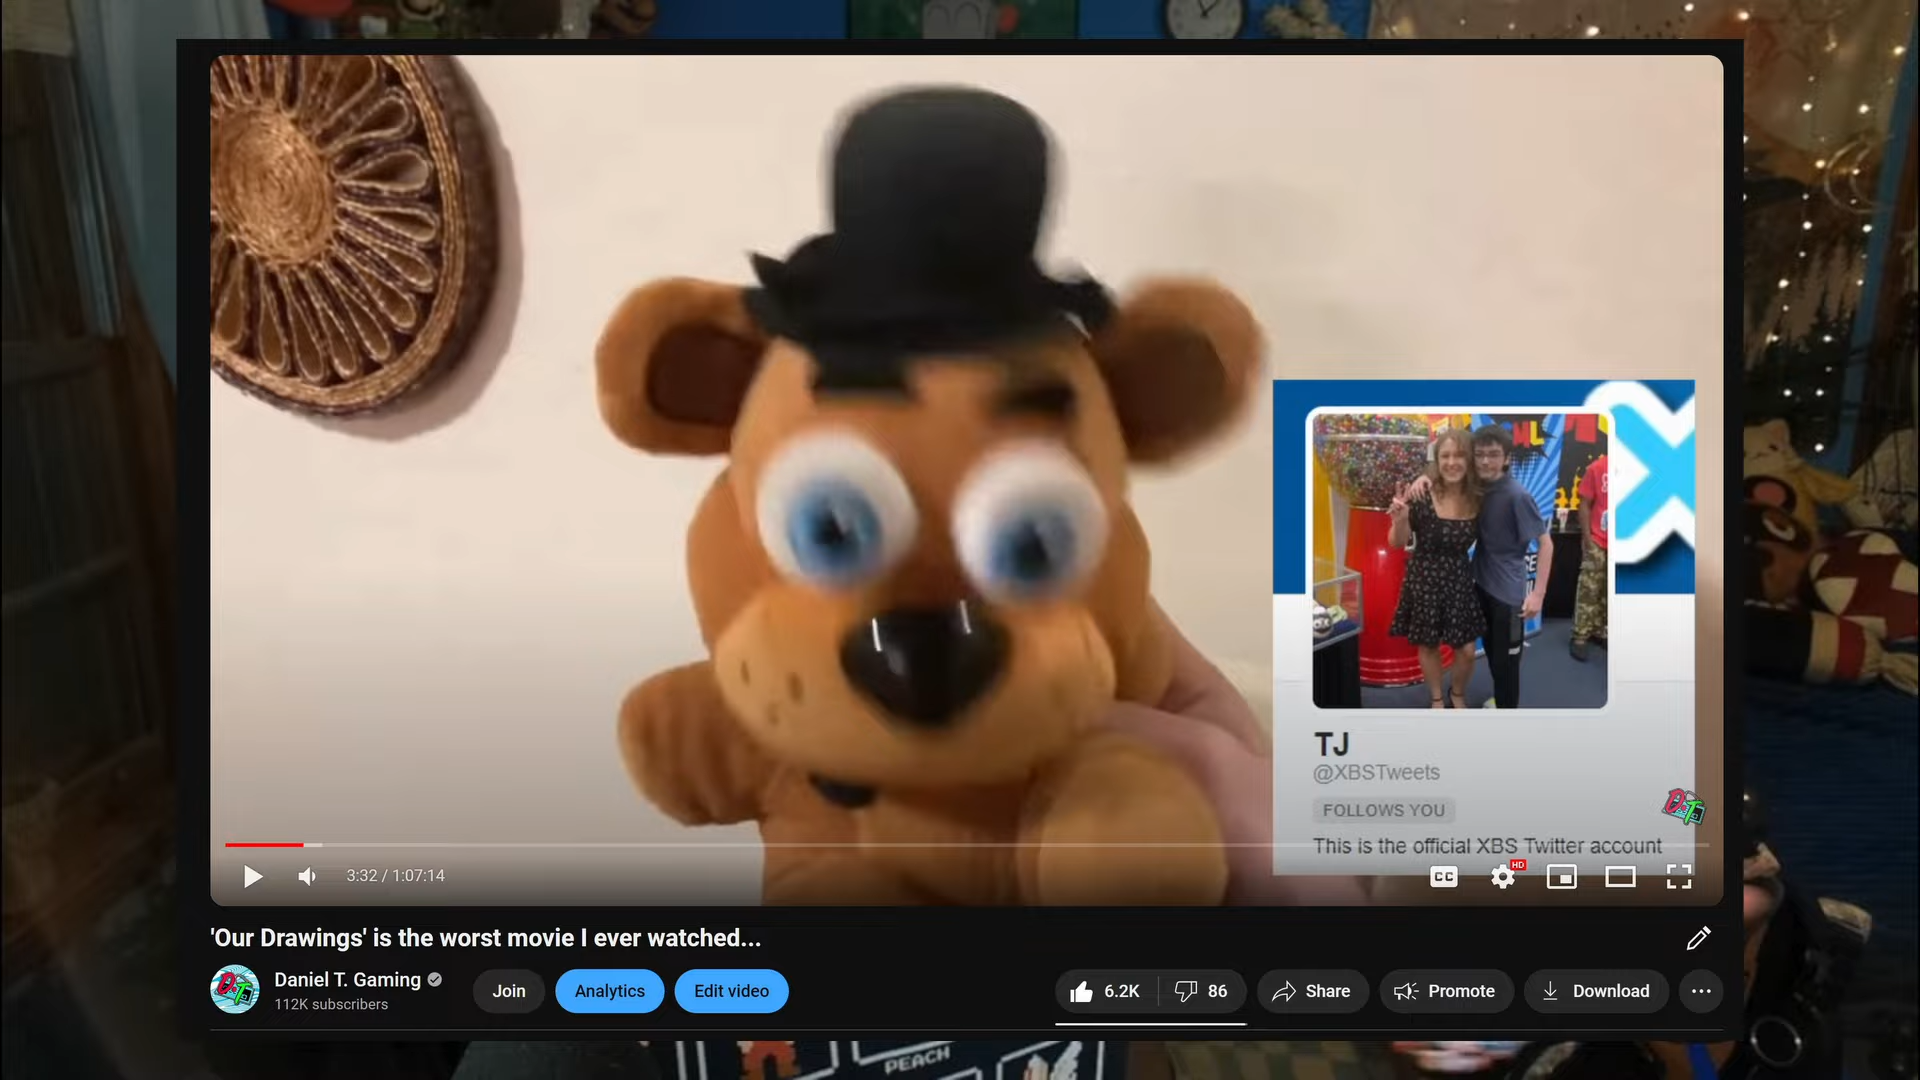 TJ
@XBSTweets
FOLLOWS YOU
This is the official XBS Twitter account
3:32 / 1:07:14
CC
HD
'Our Drawings' is the worst movie I ever watched...
Daniel T. Gaming
112K subscribers
Join
Analytics
Edit video
6.2K
86
Share
Promote
Download
PEACH